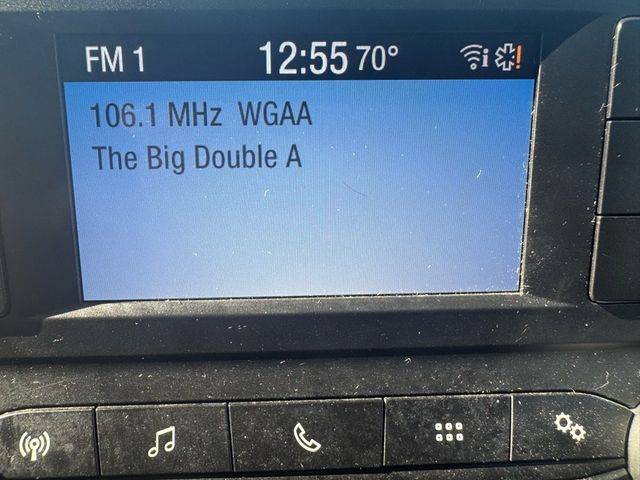 FM 1 12:55 70° i !
106.1 MHz WGAA
The Big Double A